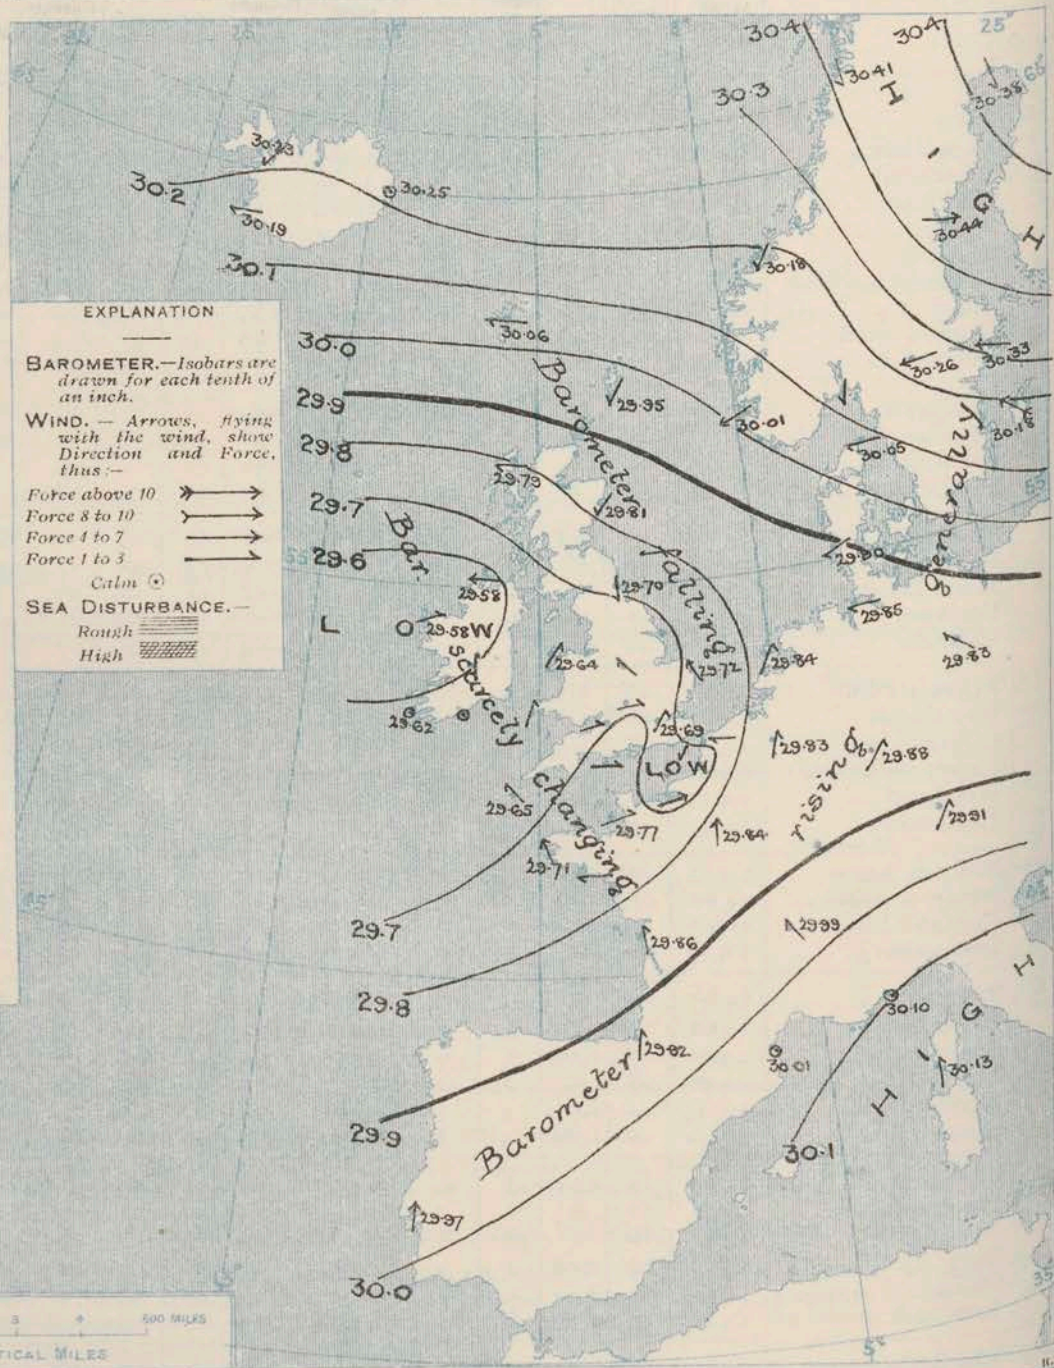 30.4
30.4
25°
30.41
H
30.38
30.3
30.23
30.2
30.25
30.19
30.44
G
H
30.1
30.18
EXPLANATION
BAROMETER.—Isobars are
drawn for each tenth of
an inch.
WIND. — Arrows, flying
with the wind, show
Direction and Force,
thus:—
Force above 10
Force 8 to 10
Force 4 to 7
Force 1 to 3
Calm
SEA DISTURBANCE.—
Rough
High
30.06
30.0
30.33
30.26
29.9
29.95
30.01
30.18
29.8
30.05
29.79
29.7
29.81
29.6
29.90
55°
29.58
29.70
29.85
L O W
29.58
29.64
29.72
29.84
29.83
29.62
29.69
LOW
29.83
29.88
29.65
29.77
29.84
29.91
29.71
Bar.
scarcely
changing
Barometer
falling
Barometer
rising
generally
29.7
29.86
29.99
29.8
30.10
H I G H
29.92
30.01
30.13
29.9
30.1
29.97
30.0
35°
5°
600 MILES
TICAL MILES